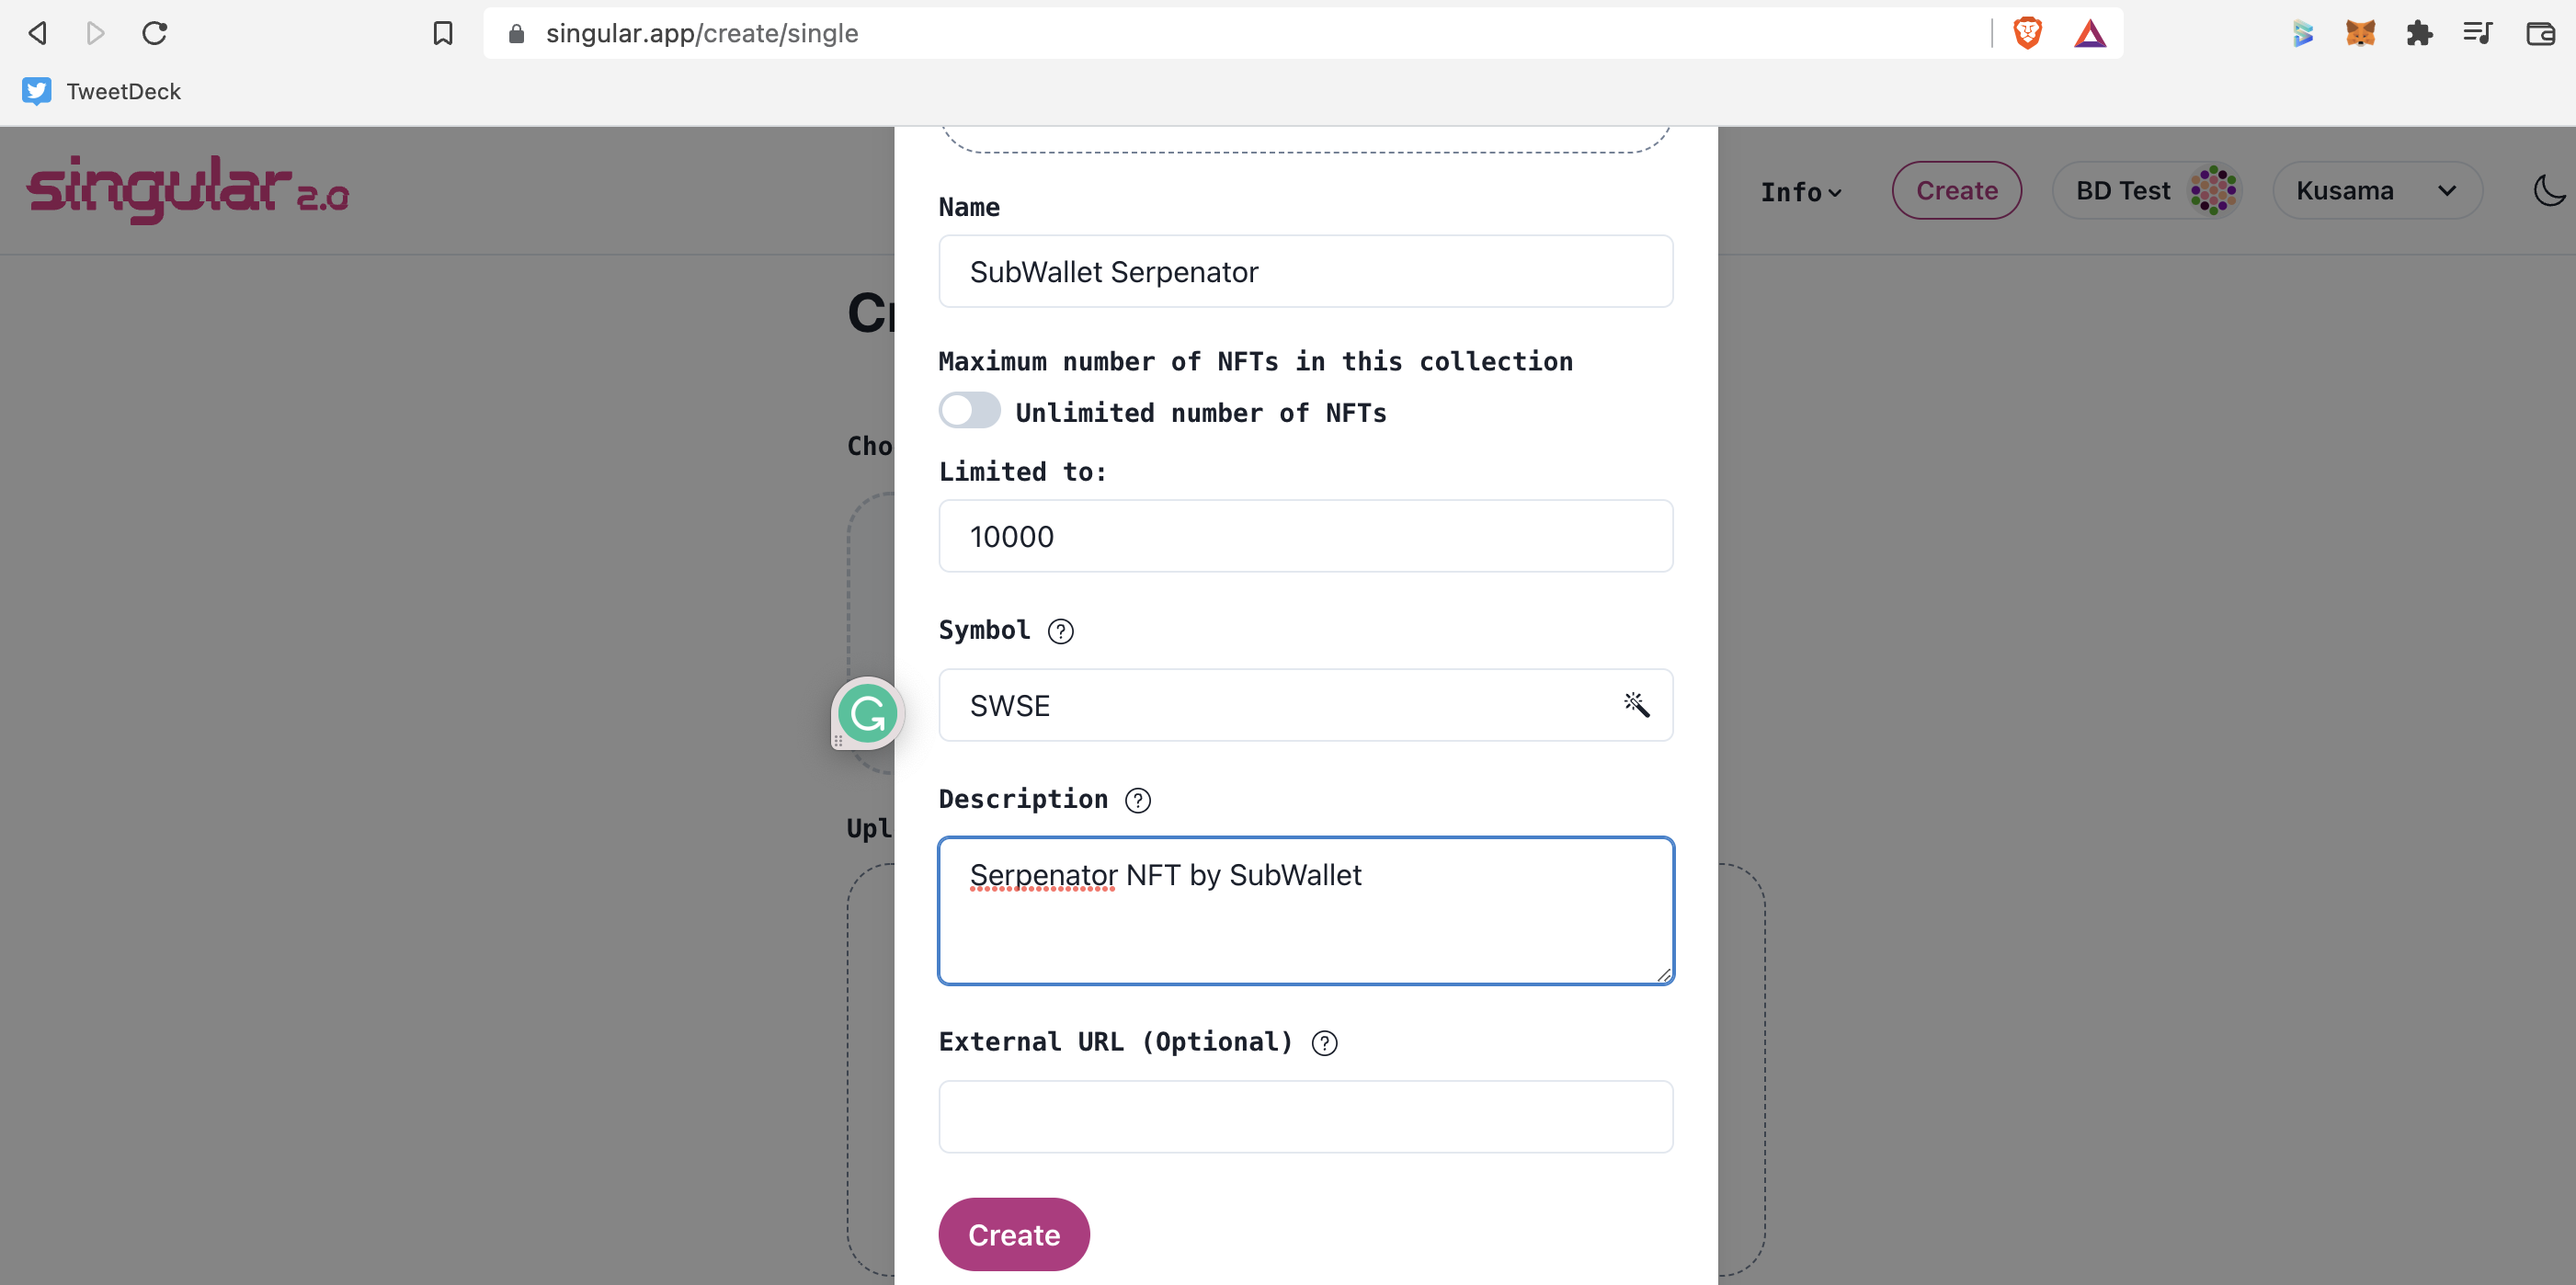 singular.app/create/single
TweetDeck
singular 2.0
Info
Create
BD Test
Kusama
Cr
Cho
Upl
Name
SubWallet Serpenator
Maximum number of NFTs in this collection
Unlimited number of NFTs
Limited to:
10000
Symbol ?
SWSE
Description ?
Serpenator NFT by SubWallet
External URL (Optional) ?
Create